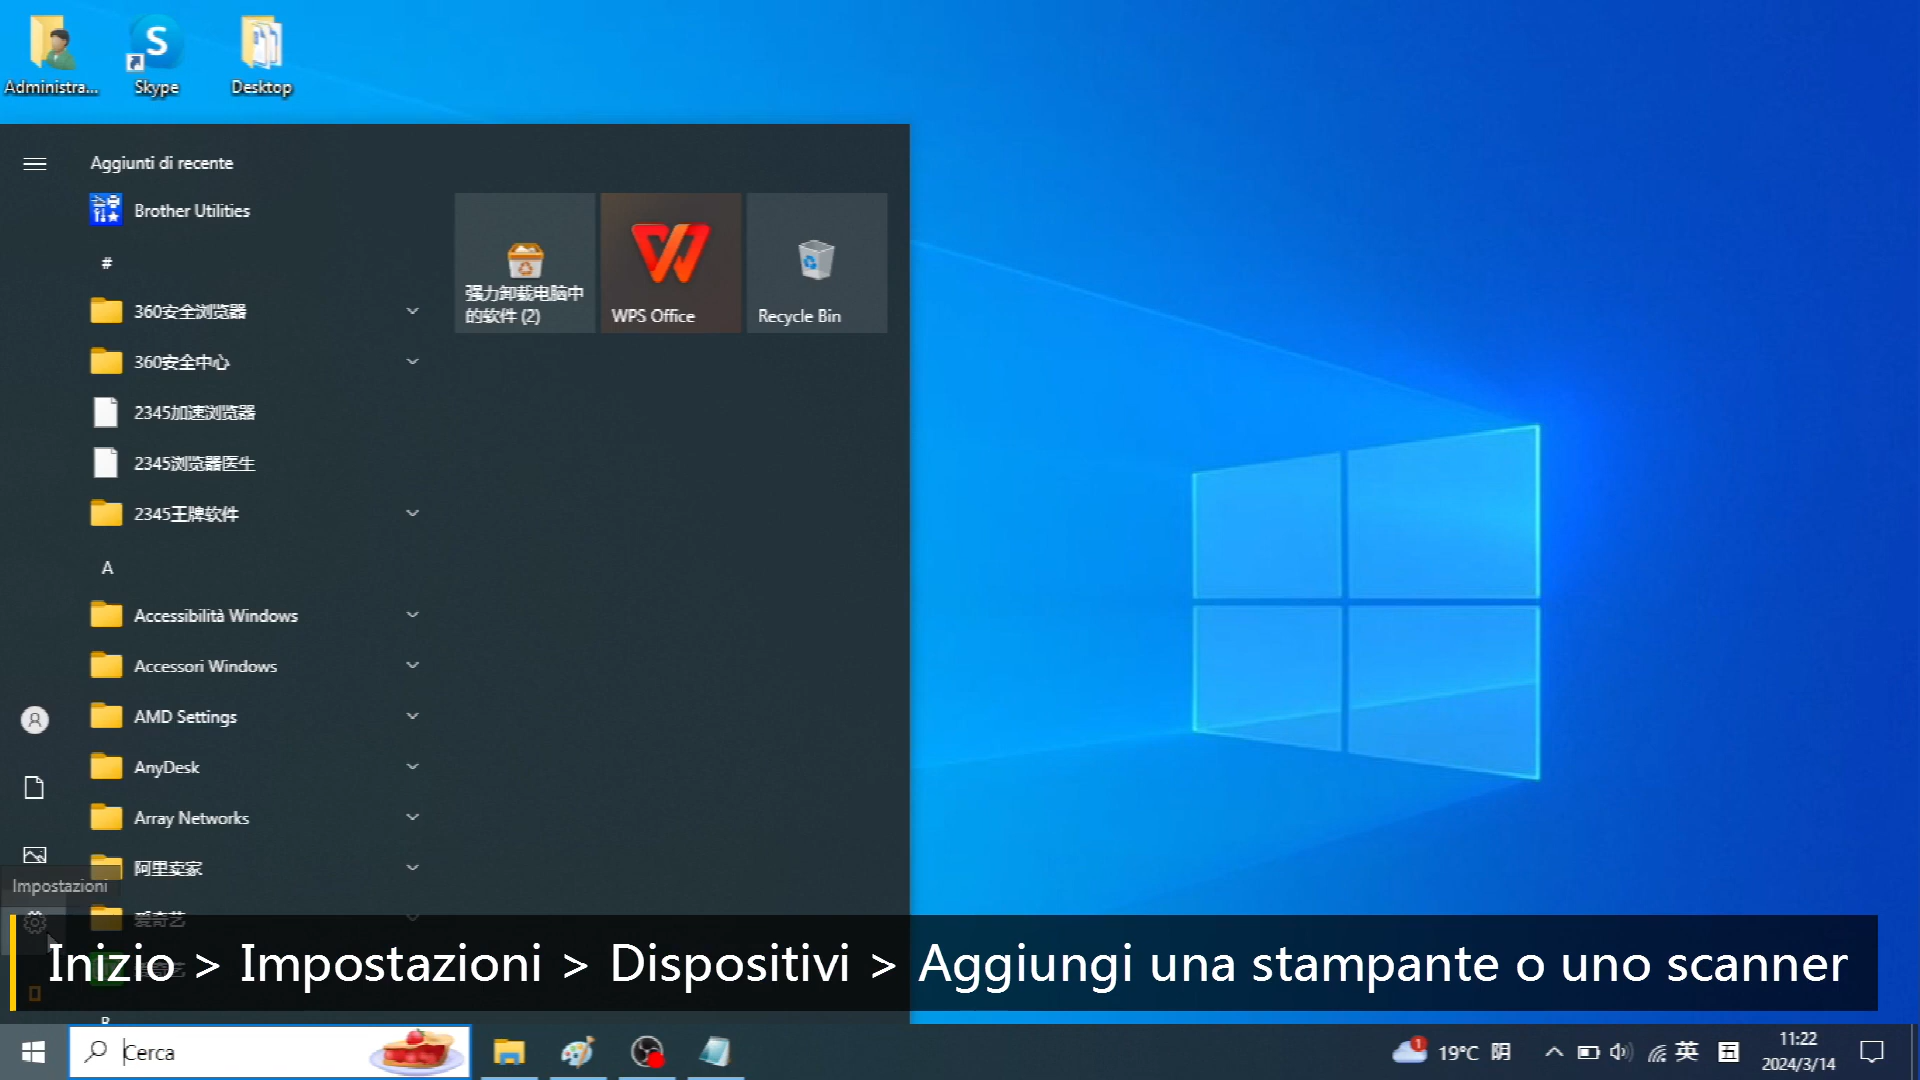 Administra...
Skype
Desktop
Aggiunti di recente
Brother Utilities
#
360安全浏览器
360安全中心
2345加速浏览器
2345浏览器医生
2345王牌软件
A
Accessibilità Windows
Accessori Windows
AMD Settings
AnyDesk
Array Networks
阿里卖家
爱奇艺
强力卸载电脑中
的软件 (2)
WPS Office
Recycle Bin
Impostazioni
Inizio > Impostazioni > Dispositivi > Aggiungi una stampante o uno scanner
Cerca
1
19°C 阴
英
五
11:22
2024/3/14